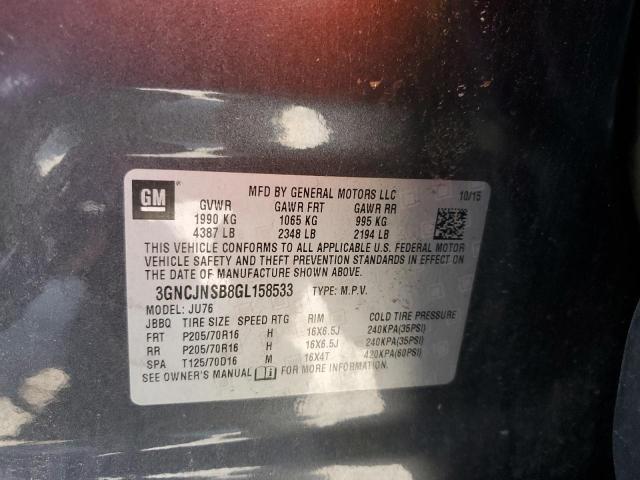 GM
MFD BY GENERAL MOTORS LLC 10/15
GVWR GAWR FRT GAWR RR
1990 KG 1065 KG 995 KG
4387 LB 2348 LB 2194 LB
THIS VEHICLE CONFORMS TO ALL APPLICABLE U.S. FEDERAL MOTOR
VEHICLE SAFETY AND THEFT PREVENTION STANDARDS IN EFFECT ON
THE DATE OF MANUFACTURE SHOWN ABOVE.
3GNCJNSB8GL158533 TYPE: M.P.V.
MODEL: JU76
JBBQ TIRE SIZE SPEED RTG RIM COLD TIRE PRESSURE
FRT P205/70R16 H 16X6.5J 240KPA(35PSI)
RR P205/70R16 H 16X6.5J 240KPA(35PSI)
SPA T125/70D16 M 16X4T 420KPA(60PSI)
SEE OWNER'S MANUAL FOR MORE INFORMATION.